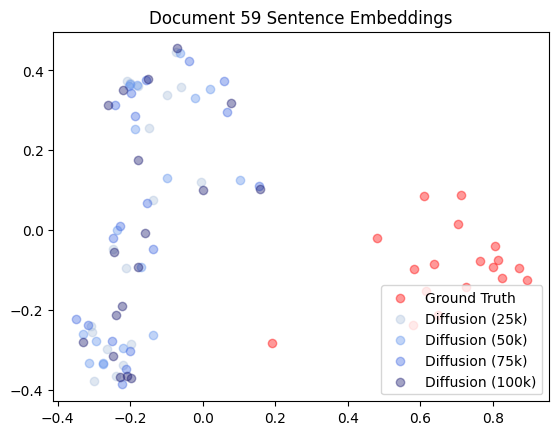 Document 59 Sentence Embeddings
0.4
0.2
0.0
−0.2
−0.4
−0.4
−0.2
0.0
0.2
0.4
0.6
0.8
Ground Truth
Diffusion (25k)
Diffusion (50k)
Diffusion (75k)
Diffusion (100k)